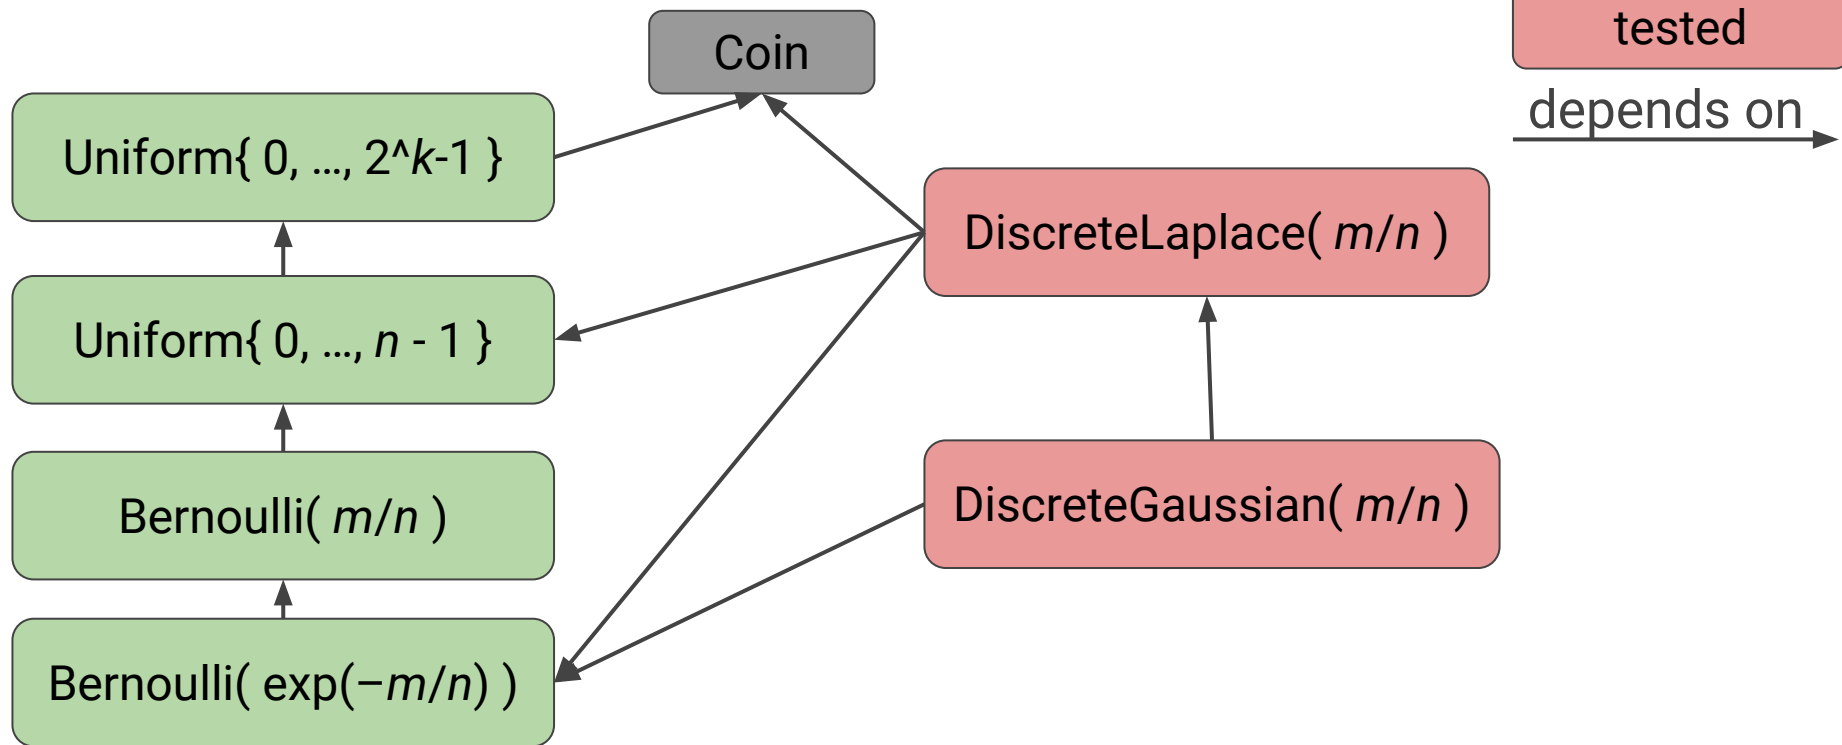 Coin
tested
depends on
Uniform{ 0, …, 2^k-1 }
DiscreteLaplace( m/n )
Uniform{ 0, …, n - 1 }
Bernoulli( m/n )
DiscreteGaussian( m/n )
Bernoulli( exp(−m/n) )